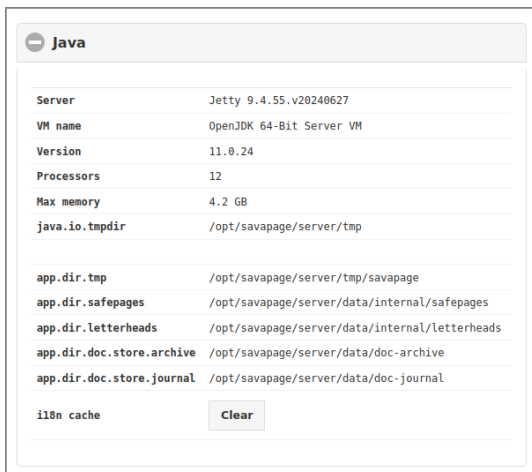 Java
Server Jetty 9.4.55.v20240627
VM name OpenJDK 64-Bit Server VM
Version 11.0.24
Processors 12
Max memory 4.2 GB
java.io.tmpdir /opt/savapage/server/tmp
app.dir.tmp /opt/savapage/server/tmp/savapage
app.dir.safepages /opt/savapage/server/data/internal/safepages
app.dir.letterheads /opt/savapage/server/data/internal/letterheads
app.dir.doc.store.archive /opt/savapage/server/data/doc-archive
app.dir.doc.store.journal /opt/savapage/server/data/doc-journal
i18n cache Clear